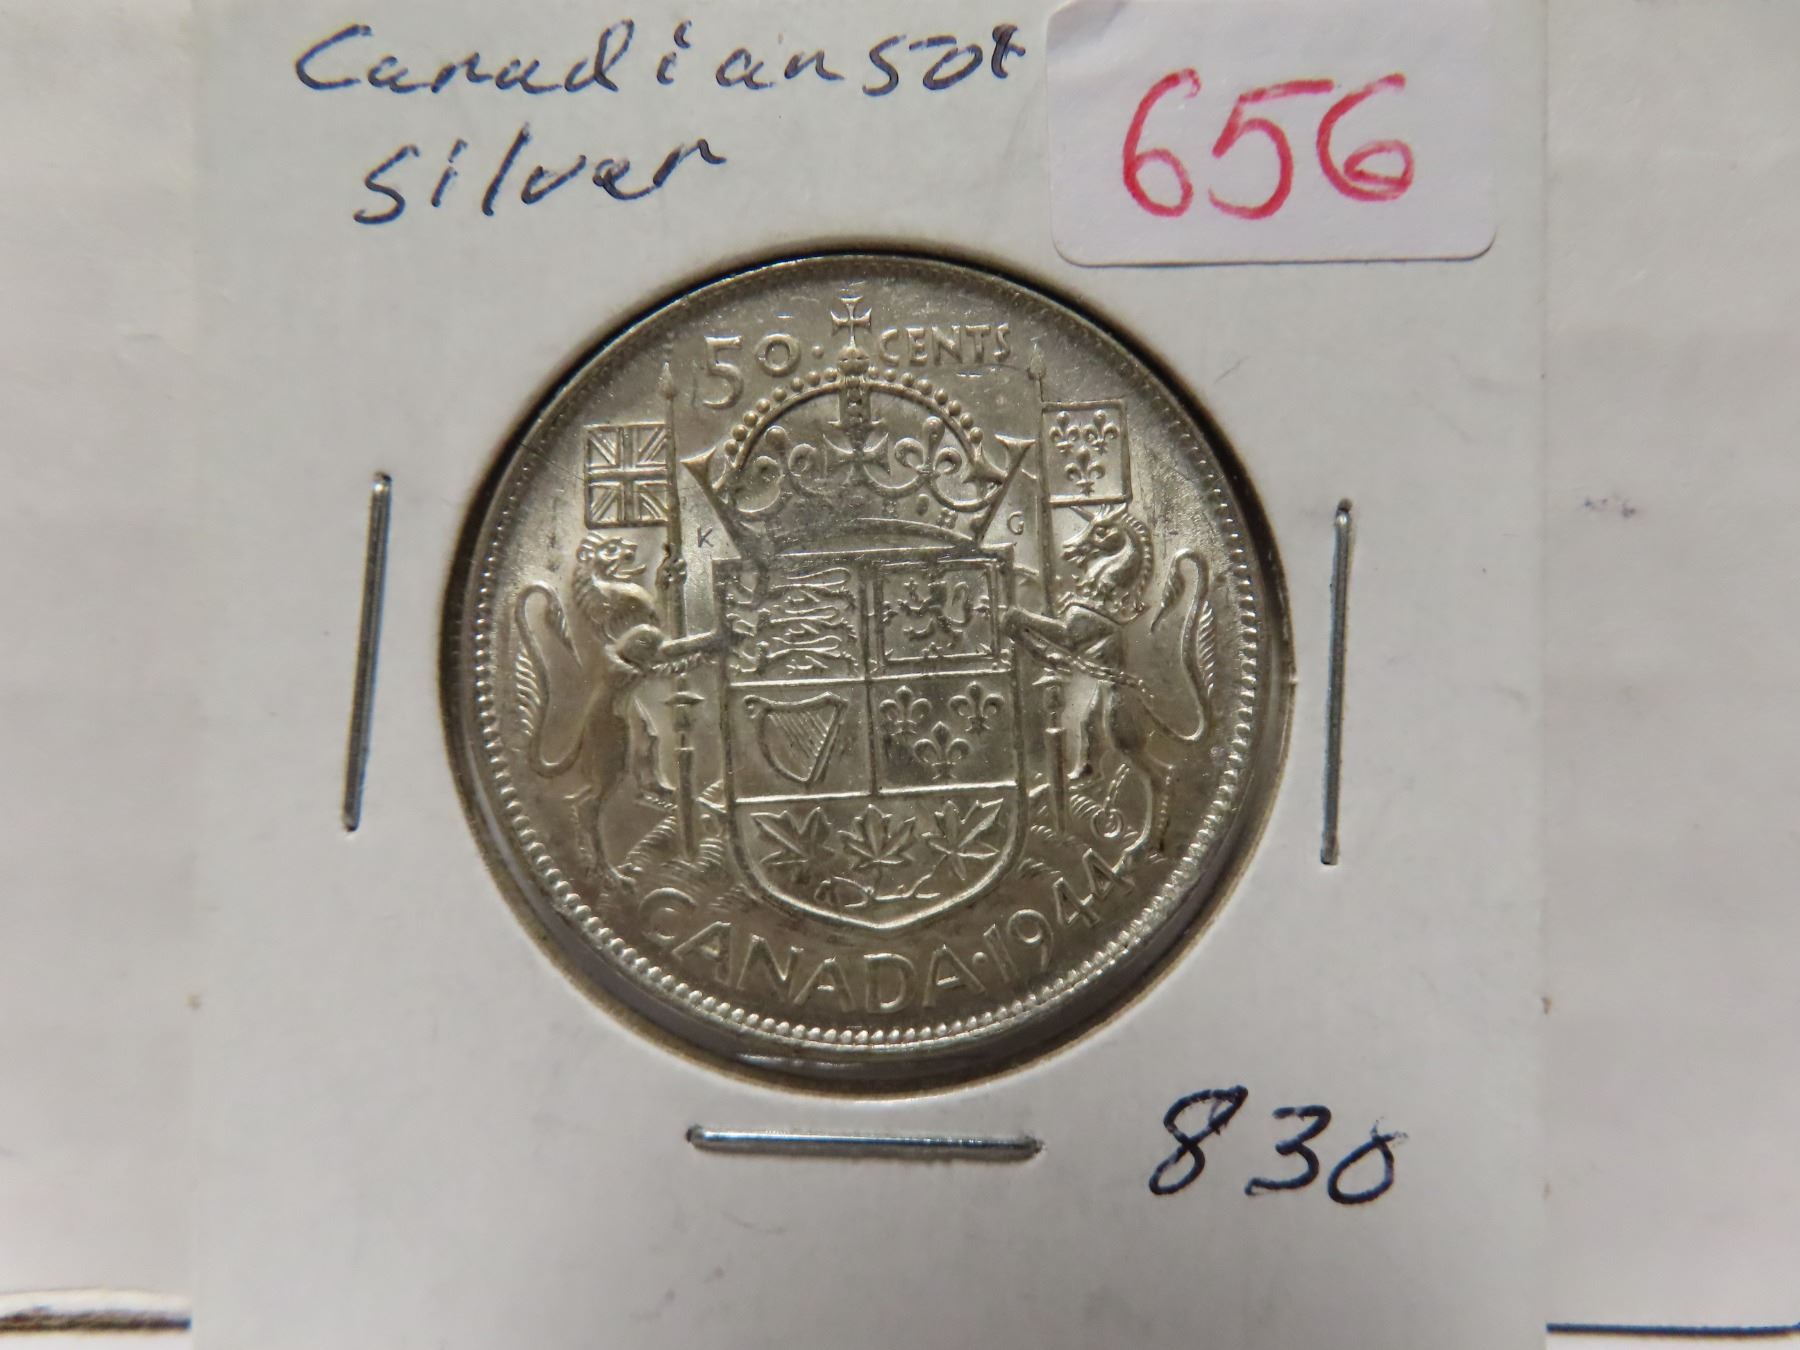 Canadian 50¢
silver
656
50 · CENTS
K G
CANADA · 1944
830